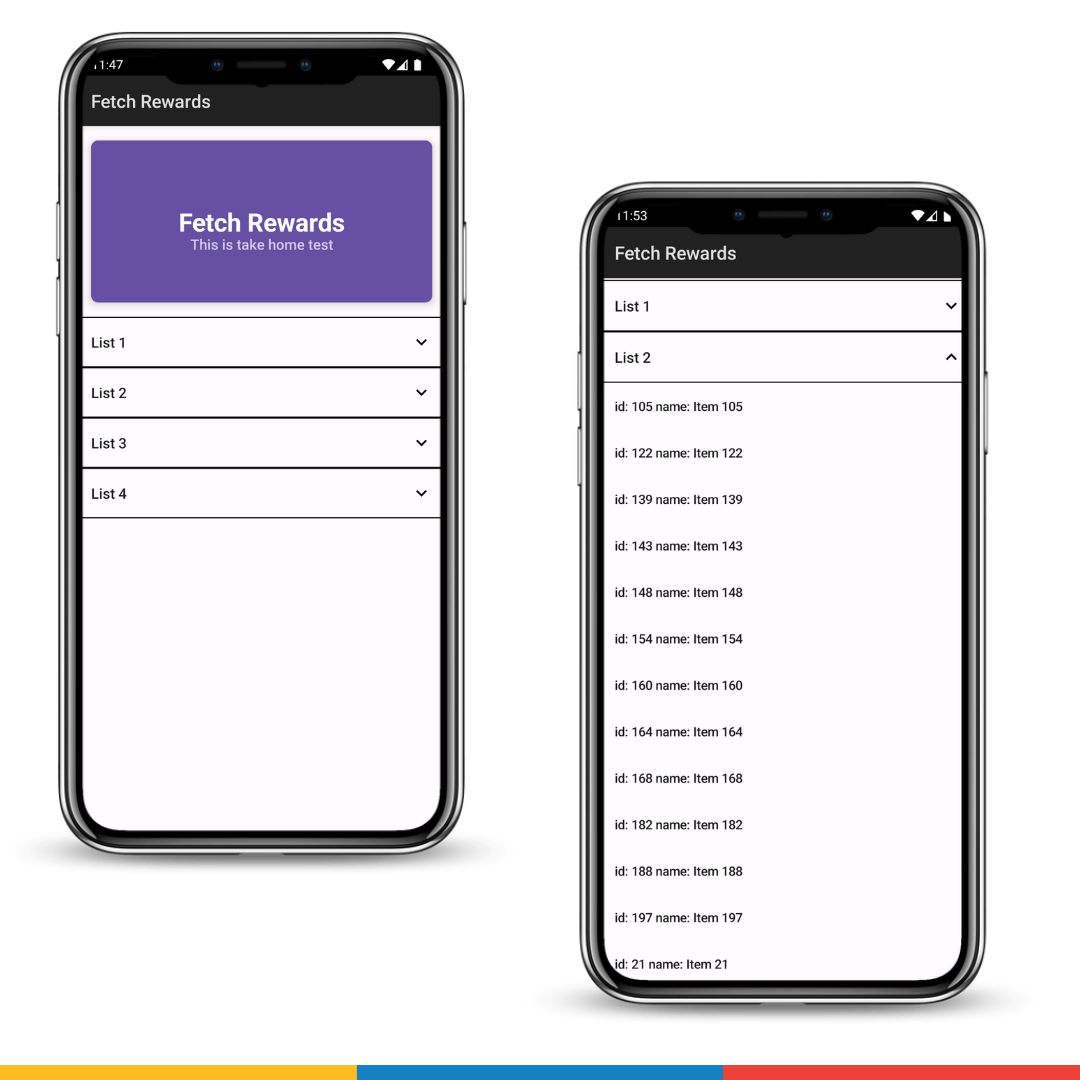 11:47
Fetch Rewards
Fetch Rewards
This is take home test
List 1
List 2
List 3
List 4
11:53
Fetch Rewards
List 1
List 2
id: 105 name: Item 105
id: 122 name: Item 122
id: 139 name: Item 139
id: 143 name: Item 143
id: 148 name: Item 148
id: 154 name: Item 154
id: 160 name: Item 160
id: 164 name: Item 164
id: 168 name: Item 168
id: 182 name: Item 182
id: 188 name: Item 188
id: 197 name: Item 197
id: 21 name: Item 21